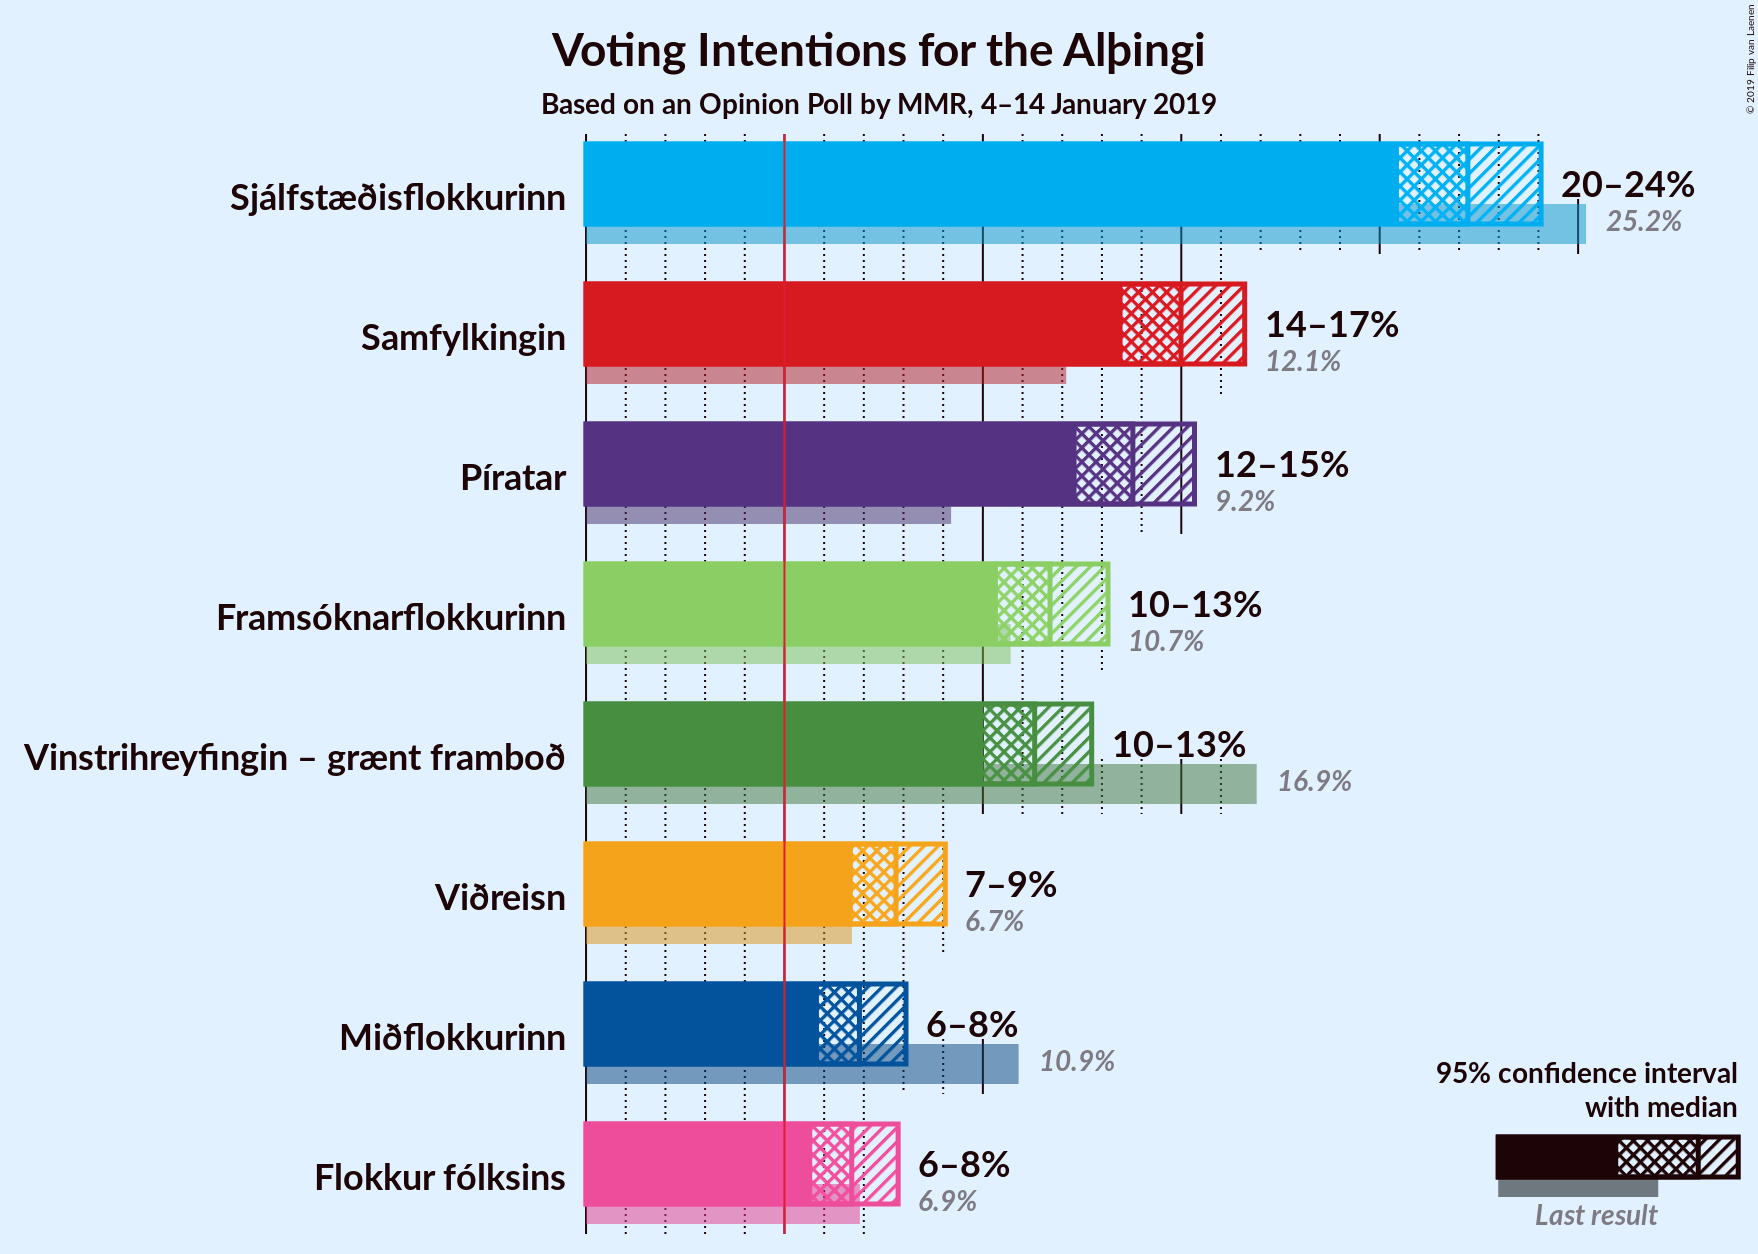 Voting Intentions for the Alþingi
Based on an Opinion Poll by MMR, 4–14 January 2019
© 2019 Filip van Laenen
Sjálfstæðisflokkurinn
20–24%
25.2%
Samfylkingin
14–17%
12.1%
Píratar
12–15%
9.2%
Framsóknarflokkurinn
10–13%
10.7%
Vinstrihreyfingin – grænt framboð
10–13%
16.9%
Viðreisn
7–9%
6.7%
Miðflokkurinn
6–8%
10.9%
Flokkur fólksins
6–8%
6.9%
95% confidence interval
with median
Last result